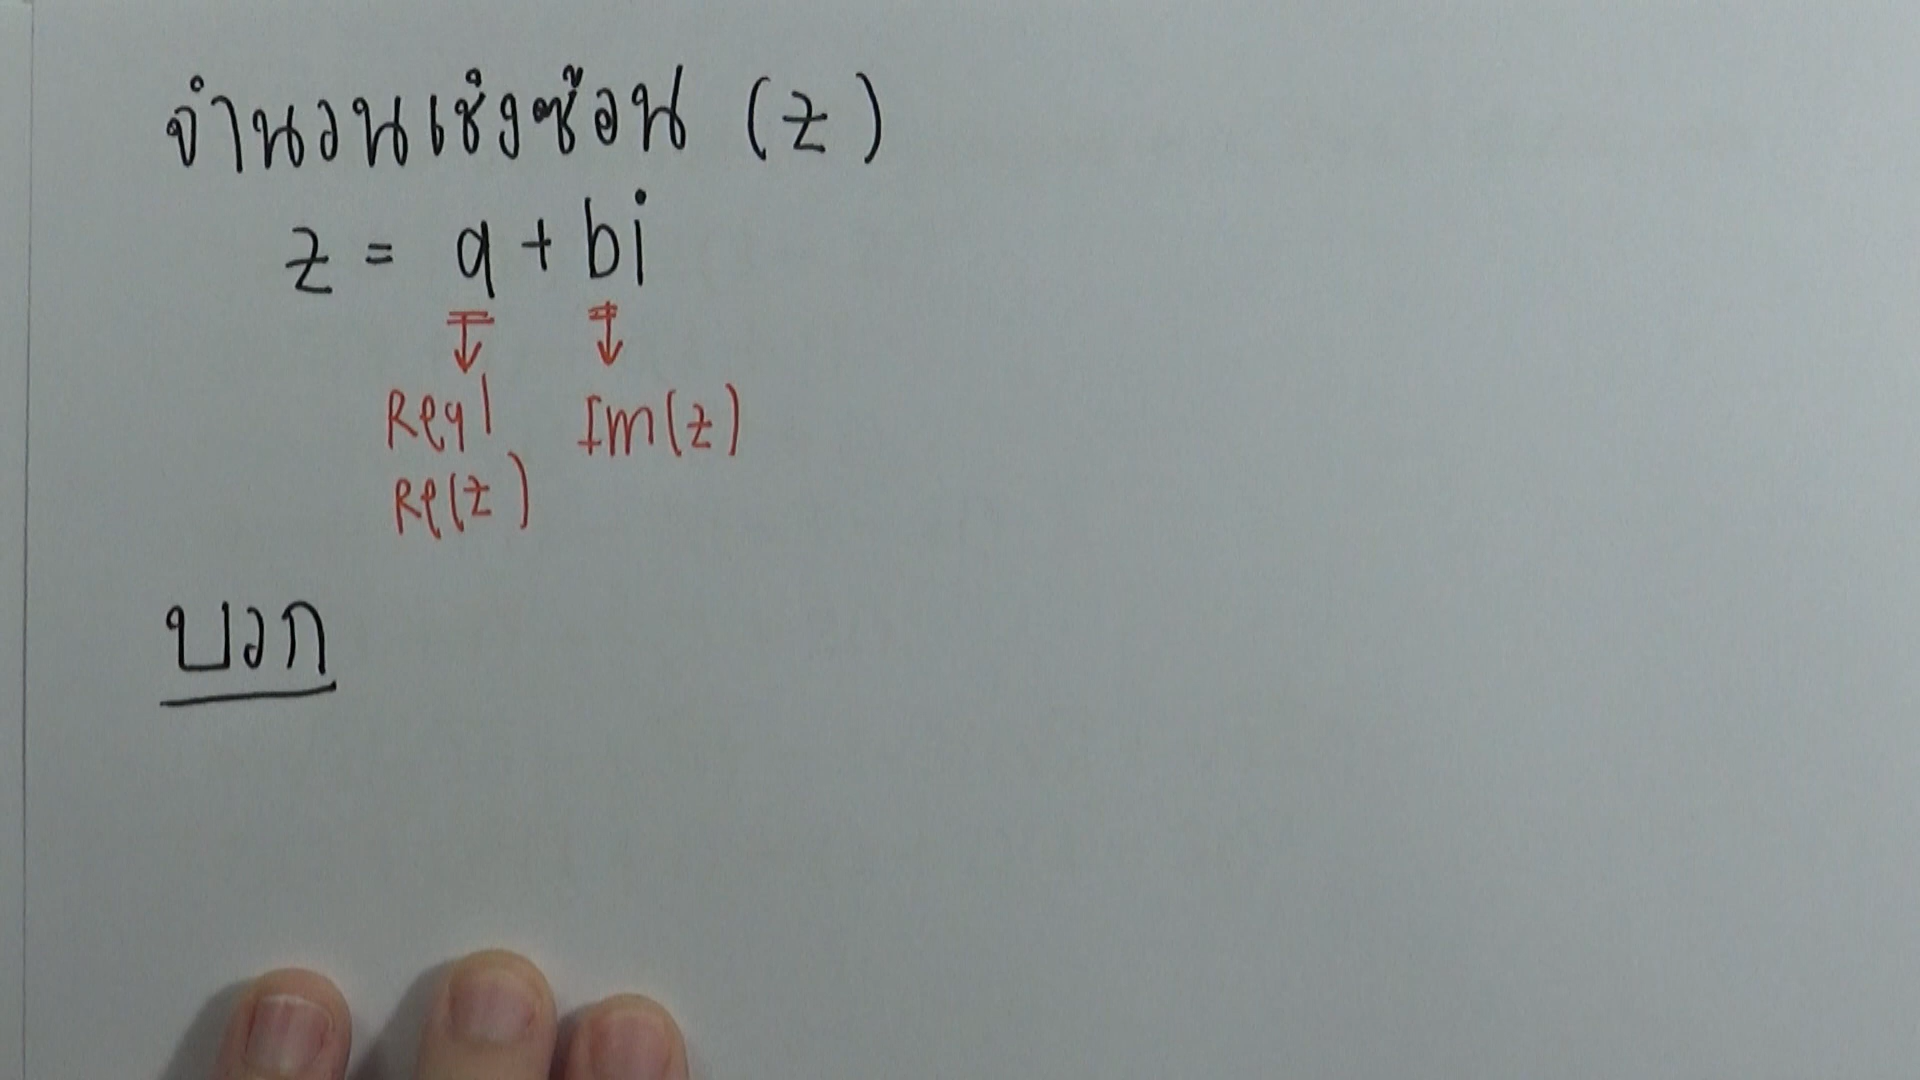 จำนวนเชิงซ้อน (z)
z = a + bi
Real Im(z)
Re(z)
บวก